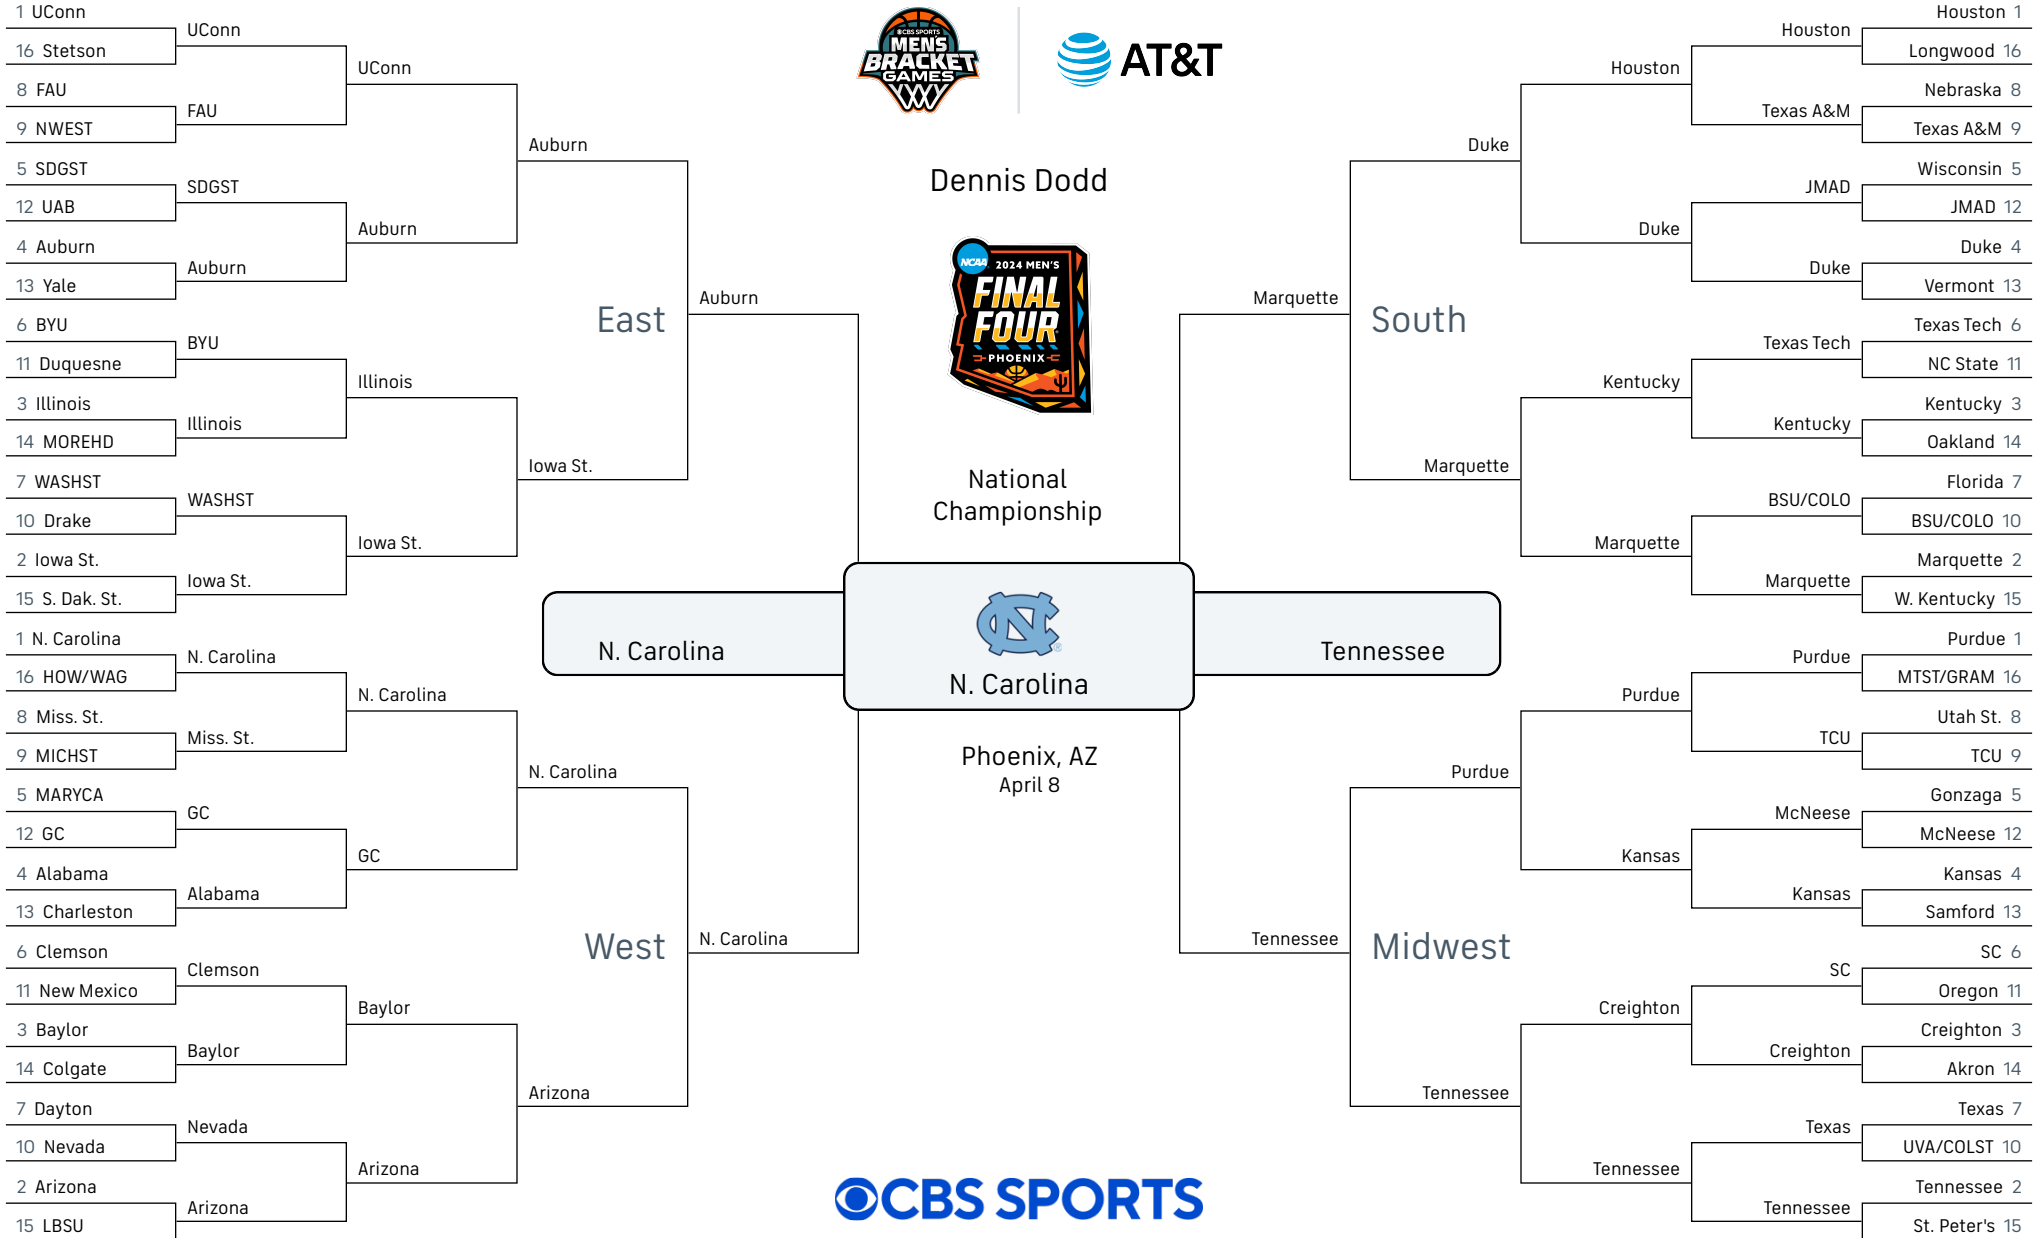 1 UConn
16 Stetson
8 FAU
9 NWEST
5 SDGST
12 UAB
4 Auburn
13 Yale
6 BYU
11 Duquesne
3 Illinois
14 MOREHD
7 WASHST
10 Drake
2 Iowa St.
15 S. Dak. St.
1 N. Carolina
16 HOW/WAG
8 Miss. St.
9 MICHST
5 MARYCA
12 GC
4 Alabama
13 Charleston
6 Clemson
11 New Mexico
3 Baylor
14 Colgate
7 Dayton
10 Nevada
2 Arizona
15 LBSU
UConn
FAU
SDGST
Auburn
BYU
Illinois
WASHST
Iowa St.
N. Carolina
Miss. St.
GC
Alabama
Clemson
Baylor
Nevada
Arizona
UConn
Auburn
Illinois
Iowa St.
N. Carolina
GC
Baylor
Arizona
Auburn
Iowa St.
N. Carolina
Arizona
East
West
Auburn
N. Carolina
CBS SPORTS
MEN'S
BRACKET
GAMES
AT&T
Dennis Dodd
NCAA
2024 MEN'S
FINAL
FOUR
PHOENIX
National
Championship
N. Carolina
NC
N. Carolina
Tennessee
Phoenix, AZ
April 8
CBS SPORTS
Marquette
Tennessee
South
Midwest
Duke
Marquette
Purdue
Tennessee
Houston
Duke
Kentucky
Marquette
Purdue
Kansas
Creighton
Tennessee
Houston
Texas A&M
JMAD
Duke
Texas Tech
Kentucky
BSU/COLO
Marquette
Purdue
TCU
McNeese
Kansas
SC
Creighton
Texas
Tennessee
Houston 1
Longwood 16
Nebraska 8
Texas A&M 9
Wisconsin 5
JMAD 12
Duke 4
Vermont 13
Texas Tech 6
NC State 11
Kentucky 3
Oakland 14
Florida 7
BSU/COLO 10
Marquette 2
W. Kentucky 15
Purdue 1
MTST/GRAM 16
Utah St. 8
TCU 9
Gonzaga 5
McNeese 12
Kansas 4
Samford 13
SC 6
Oregon 11
Creighton 3
Akron 14
Texas 7
UVA/COLST 10
Tennessee 2
St. Peter's 15